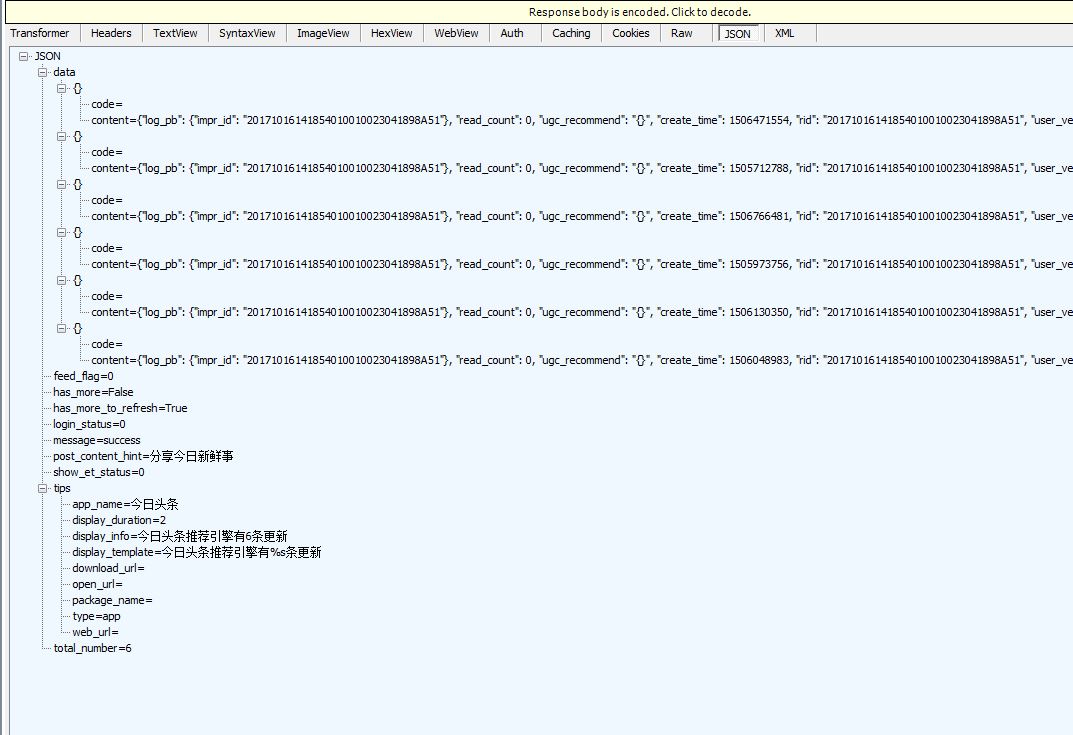 Response body is encoded. Click to decode.
Transformer Headers TextView SyntaxView ImageView HexView WebView Auth Caching Cookies Raw JSON XML
JSON
data
{}
code=
content={"log_pb": {"impr_id": "20171016141854010010023041898A51"}, "read_count": 0, "ugc_recommend": "{}", "create_time": 1506471554, "rid": "20171016141854010010023041898A51", "user_ve
{}
code=
content={"log_pb": {"impr_id": "20171016141854010010023041898A51"}, "read_count": 0, "ugc_recommend": "{}", "create_time": 1505712788, "rid": "20171016141854010010023041898A51", "user_ve
{}
code=
content={"log_pb": {"impr_id": "20171016141854010010023041898A51"}, "read_count": 0, "ugc_recommend": "{}", "create_time": 1506766481, "rid": "20171016141854010010023041898A51", "user_ve
{}
code=
content={"log_pb": {"impr_id": "20171016141854010010023041898A51"}, "read_count": 0, "ugc_recommend": "{}", "create_time": 1505973756, "rid": "20171016141854010010023041898A51", "user_ve
{}
code=
content={"log_pb": {"impr_id": "20171016141854010010023041898A51"}, "read_count": 0, "ugc_recommend": "{}", "create_time": 1506130350, "rid": "20171016141854010010023041898A51", "user_ve
{}
code=
content={"log_pb": {"impr_id": "20171016141854010010023041898A51"}, "read_count": 0, "ugc_recommend": "{}", "create_time": 1506048983, "rid": "20171016141854010010023041898A51", "user_ve
feed_flag=0
has_more=False
has_more_to_refresh=True
login_status=0
message=success
post_content_hint=分享今日新鲜事
show_et_status=0
tips
app_name=今日头条
display_duration=2
display_info=今日头条推荐引擎有6条更新
display_template=今日头条推荐引擎有%s条更新
download_url=
open_url=
package_name=
type=app
web_url=
total_number=6